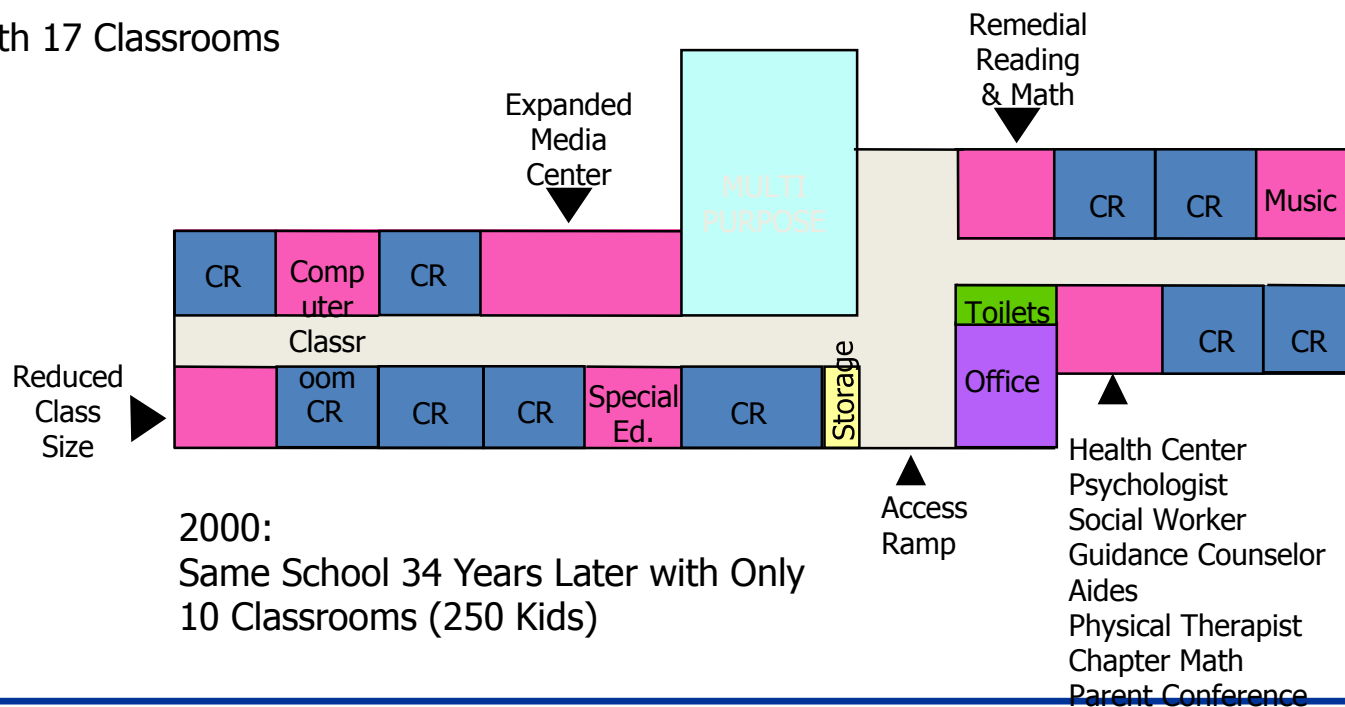 th 17 Classrooms
Remedial
Reading
& Math
Expanded
Media
Center
MULTI
PURPOSE
CR
CR
Music
CR
Comp
uter
Classr
oom
CR
Toilets
CR
CR
Storage
Office
Reduced
Class
Size
CR
CR
CR
Special
Ed.
CR
Access
Ramp
Health Center
Psychologist
Social Worker
Guidance Counselor
Aides
Physical Therapist
Chapter Math
Parent Conference
2000:
Same School 34 Years Later with Only
10 Classrooms (250 Kids)